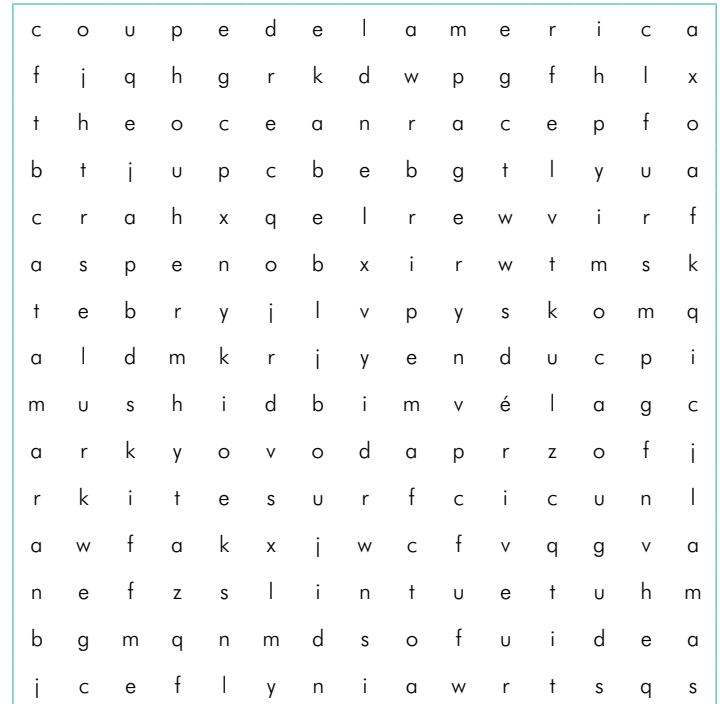 c o u p e d e l a m e r i c a
f j q h g r k d w p g f h l x
t h e o c e a n r a c e p f o
b t j u p c b e b g t l y u a
c r a h x q e l r e w v i r f
a s p e n o b x i r w t m s k
t e b r y j l v p y s k o m q
a l d m k r j y e n d u c p i
m u s h i d b i m v é l a g c
a r k y o v o d a p r z o f j
r k i t e s u r f c i c u n l
a w f a k x j w c f v q g v a
n e f z s l i n t u e t u h m
b g m q n m d s o f u i d e a
j c e f l y n i a w r t s q s